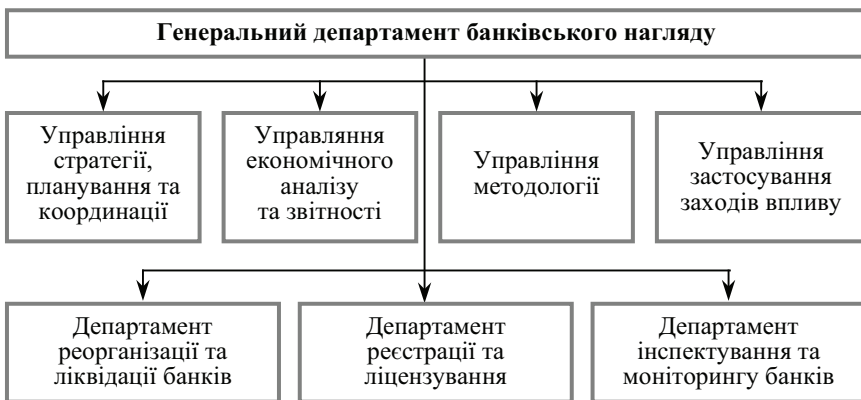 Генеральний департамент банківського нагляду
Управління
стратегії,
планування та
координації
Управляння
економічного
аналізу
та звітності
Управління
методології
Управління
застосування
заходів впливу
Департамент
реорганізації та
ліквідації банків
Департамент
реєстрації та
ліцензування
Департамент
інспектування та
моніторингу банків